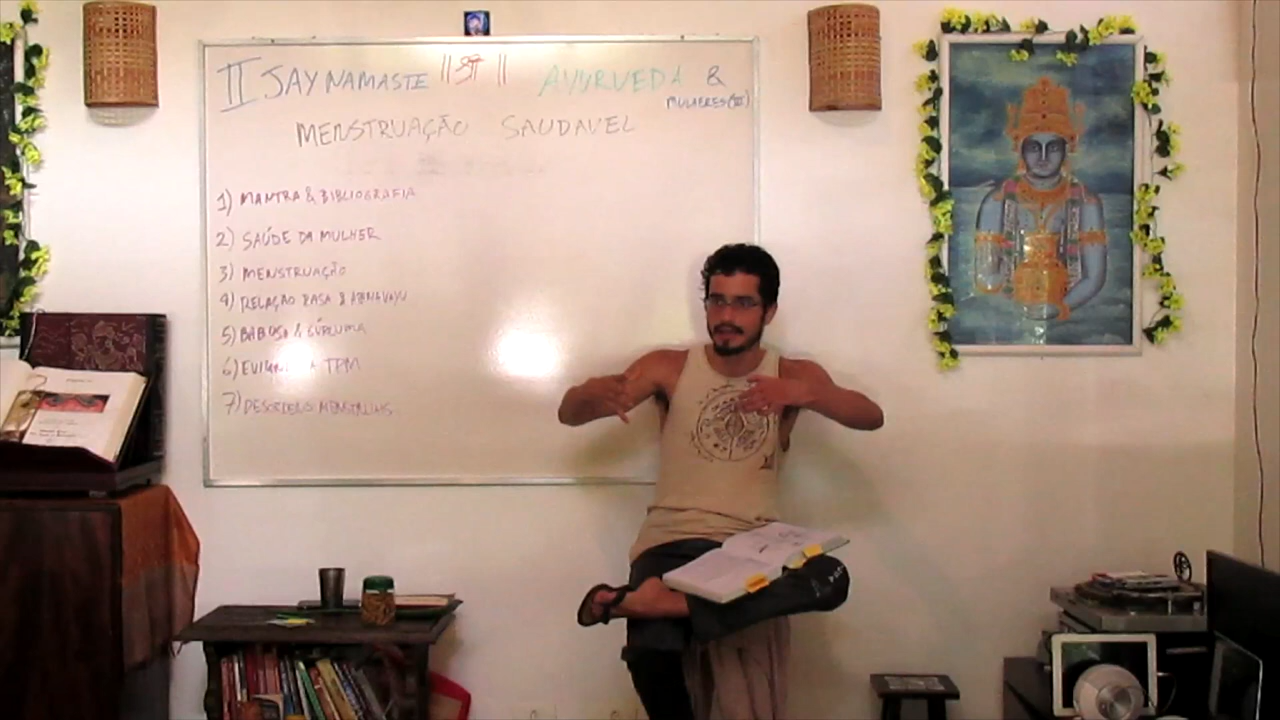 II JAY NAMASTE ॥ श्री ॥ AYURVEDA &
MULHERES (III)
MENSTRUAÇÃO SAUDAVEL
1) MANTRA & BIBLIOGRAFIA
2) SAÚDE DA MULHER
3) MENSTRUAÇÃO
4) RELAÇÃO RASA & APANAVAYU
5) BABOSA & CÚRCUMA
6) TPM
7) DESORDENS MENSTRUAIS